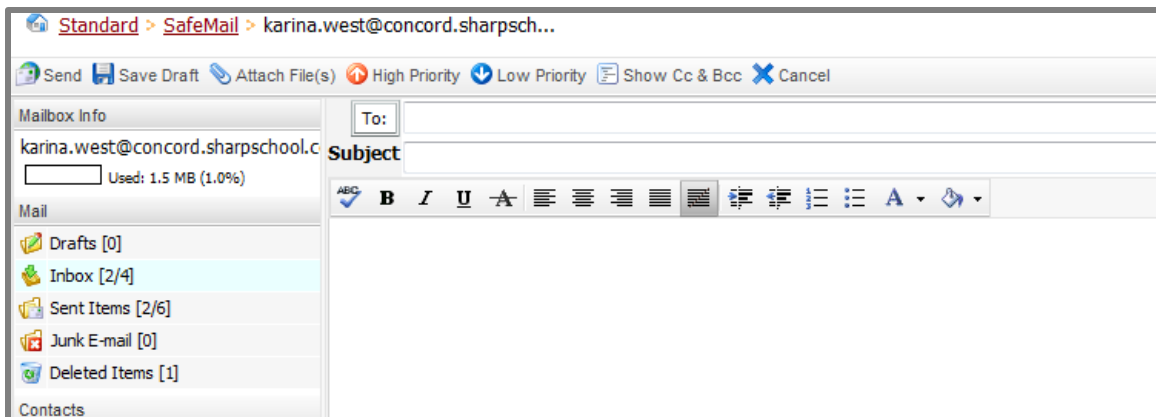 Standard > SafeMail > karina.west@concord.sharpsch...
Send Save Draft Attach File(s) High Priority Low Priority Show Cc & Bcc Cancel
Mailbox Info
karina.west@concord.sharpschool.c
Used: 1.5 MB (1.0%)
Mail
Drafts [0]
Inbox [2/4]
Sent Items [2/6]
Junk E-mail [0]
Deleted Items [1]
Contacts
To:
Subject
ABC B I U A A